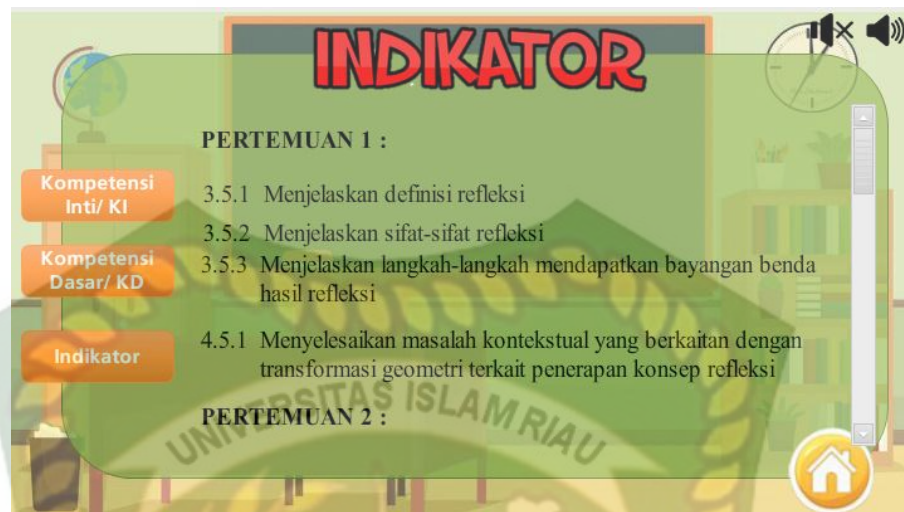 INDIKATOR
PERTEMUAN 1 :
Kompetensi
Inti/ KI
3.5.1 Menjelaskan definisi refleksi
3.5.2 Menjelaskan sifat-sifat refleksi
Kompetensi
Dasar/ KD
3.5.3 Menjelaskan langkah-langkah mendapatkan bayangan benda
hasil refleksi
Indikator
4.5.1 Menyelesaikan masalah kontekstual yang berkaitan dengan
transformasi geometri terkait penerapan konsep refleksi
PERTEMUAN 2 :
UNIVERSITAS ISLAM RIAU